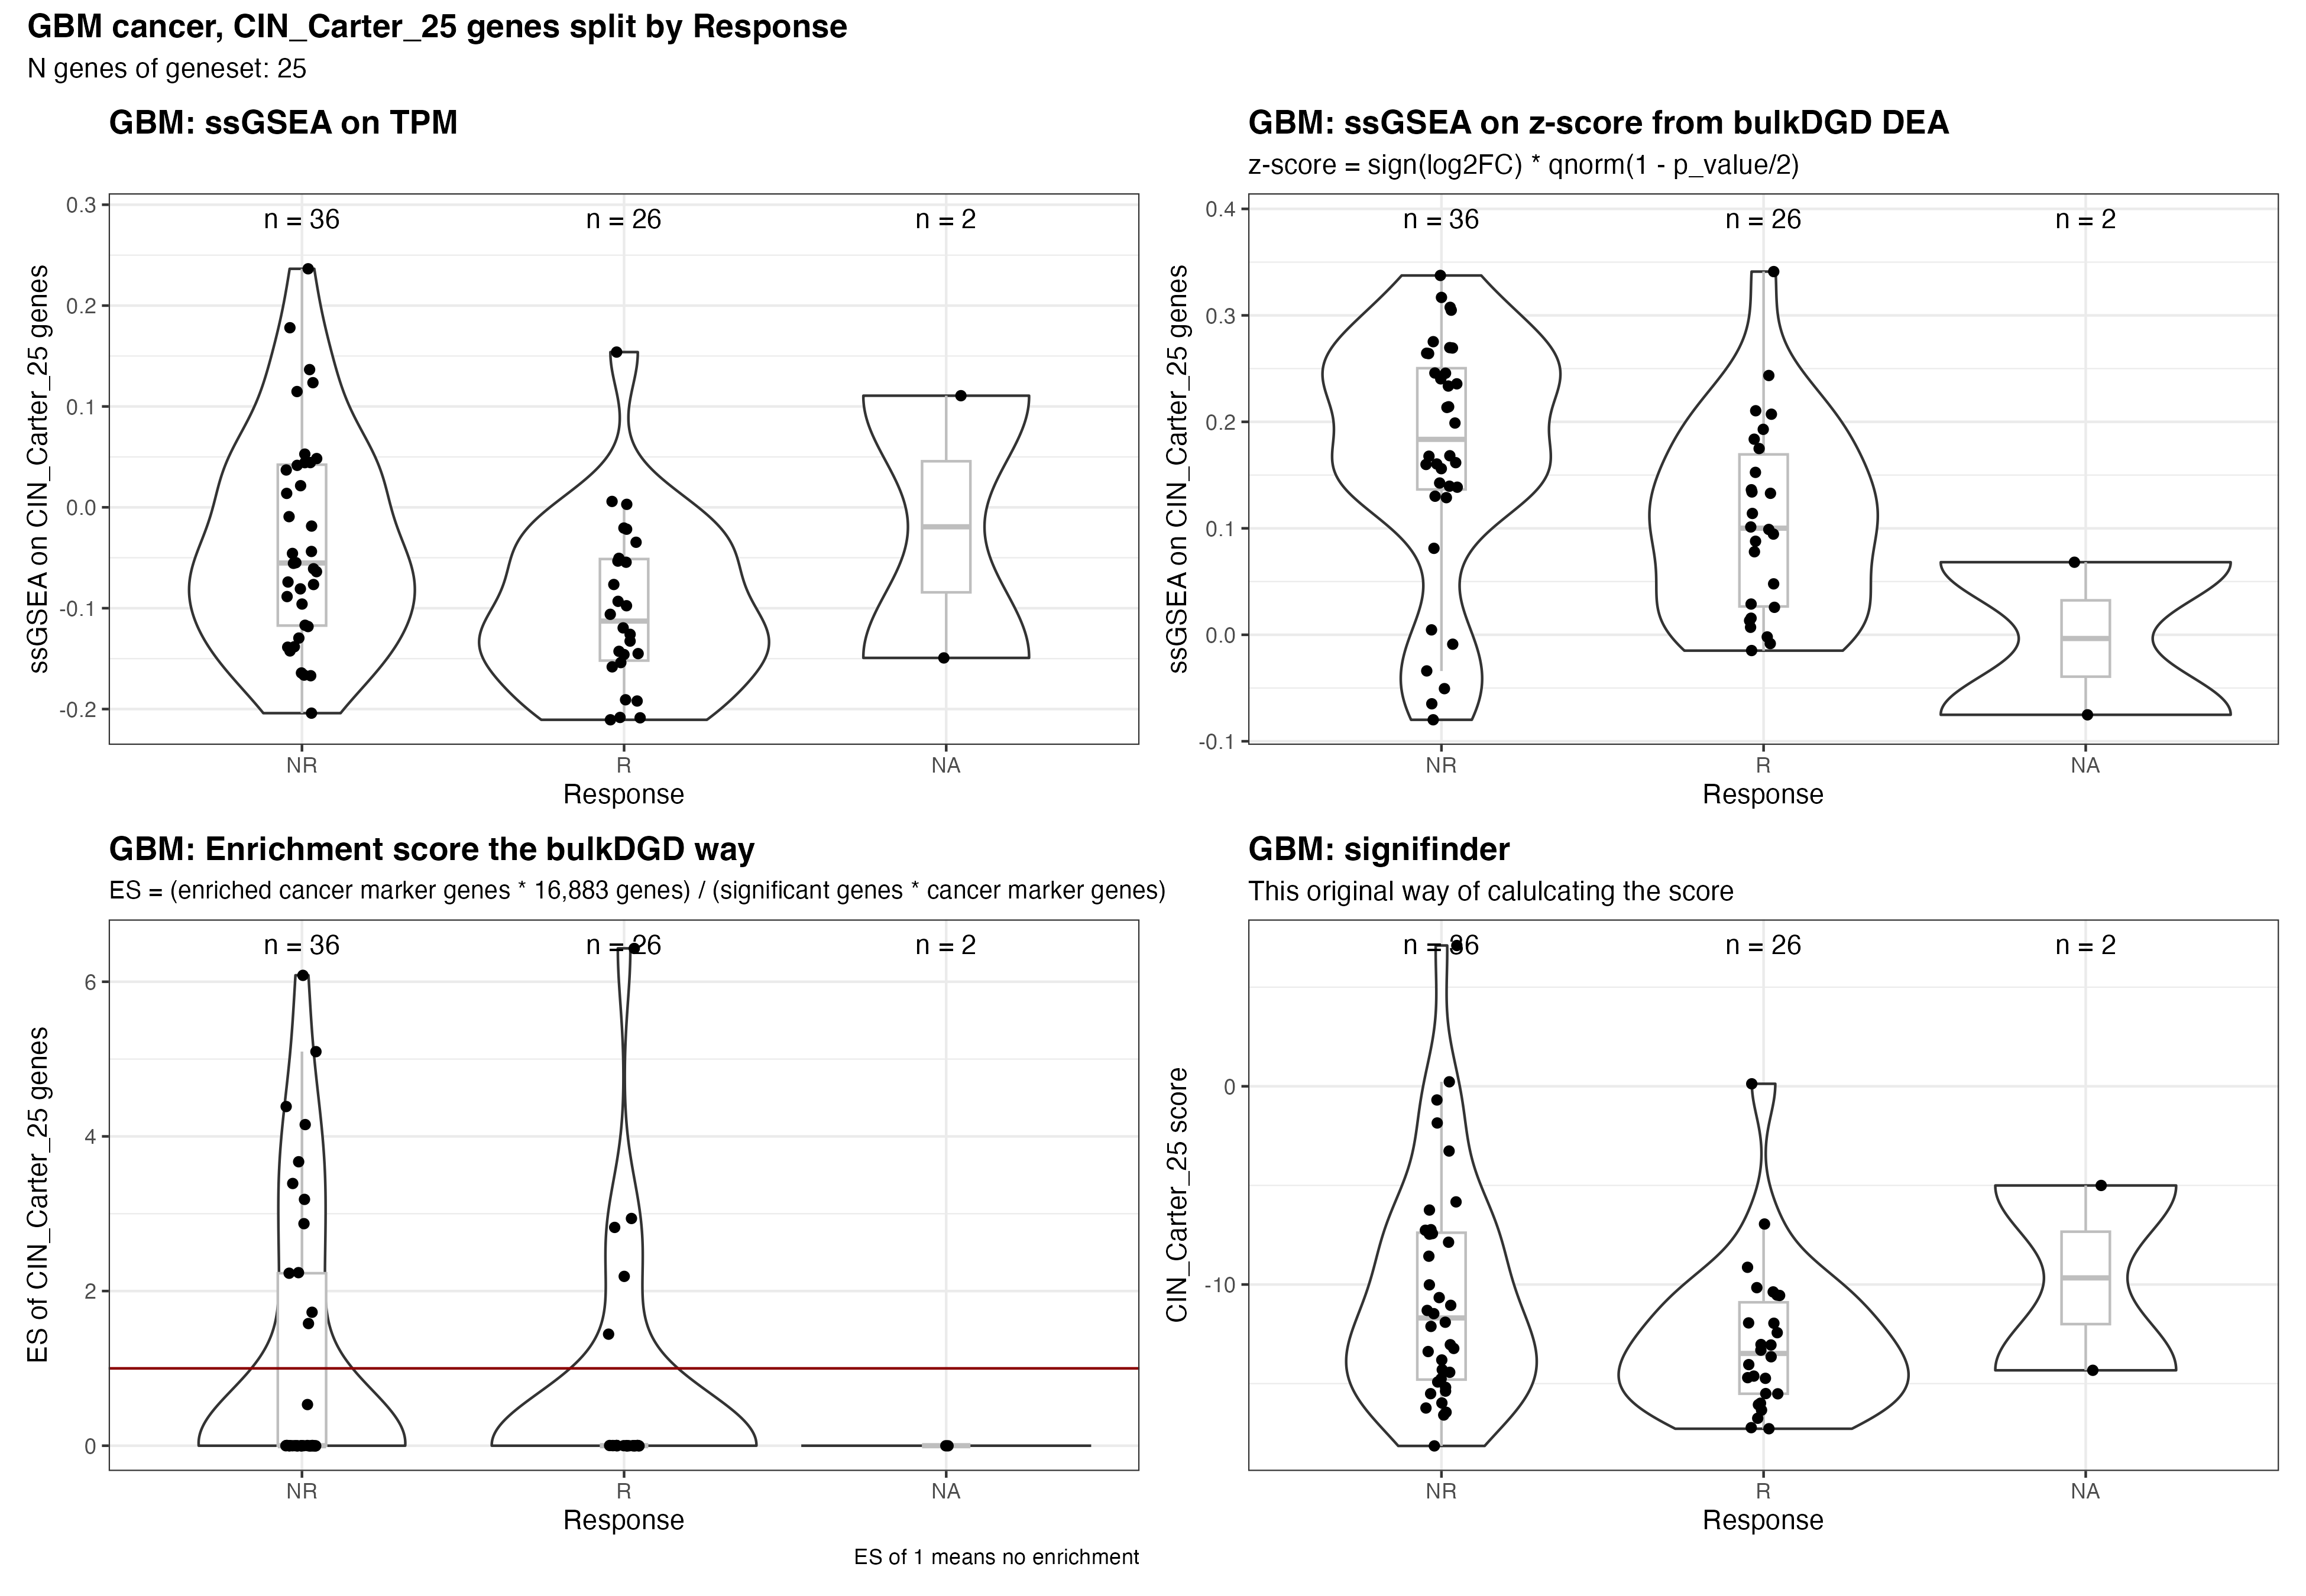 GBM cancer, CIN_Carter_25 genes split by Response
N genes of geneset: 25
GBM: ssGSEA on TPM
ssGSEA on CIN_Carter_25 genes
0.3
0.2
0.1
0.0
-0.1
-0.2
n = 36
n = 26
n = 2
NR
R
NA
Response
GBM: ssGSEA on z-score from bulkDGD DEA
z-score = sign(log2FC) * qnorm(1 - p_value/2)
ssGSEA on CIN_Carter_25 genes
0.4
0.3
0.2
0.1
0.0
-0.1
n = 36
n = 26
n = 2
NR
R
NA
Response
GBM: Enrichment score the bulkDGD way
ES = (enriched cancer marker genes * 16,883 genes) / (significant genes * cancer marker genes)
ES of CIN_Carter_25 genes
6
4
2
0
n = 36
n = 26
n = 2
NR
R
NA
Response
ES of 1 means no enrichment
GBM: signifinder
This original way of calulcating the score
CIN_Carter_25 score
0
-10
n = 36
n = 26
n = 2
NR
R
NA
Response